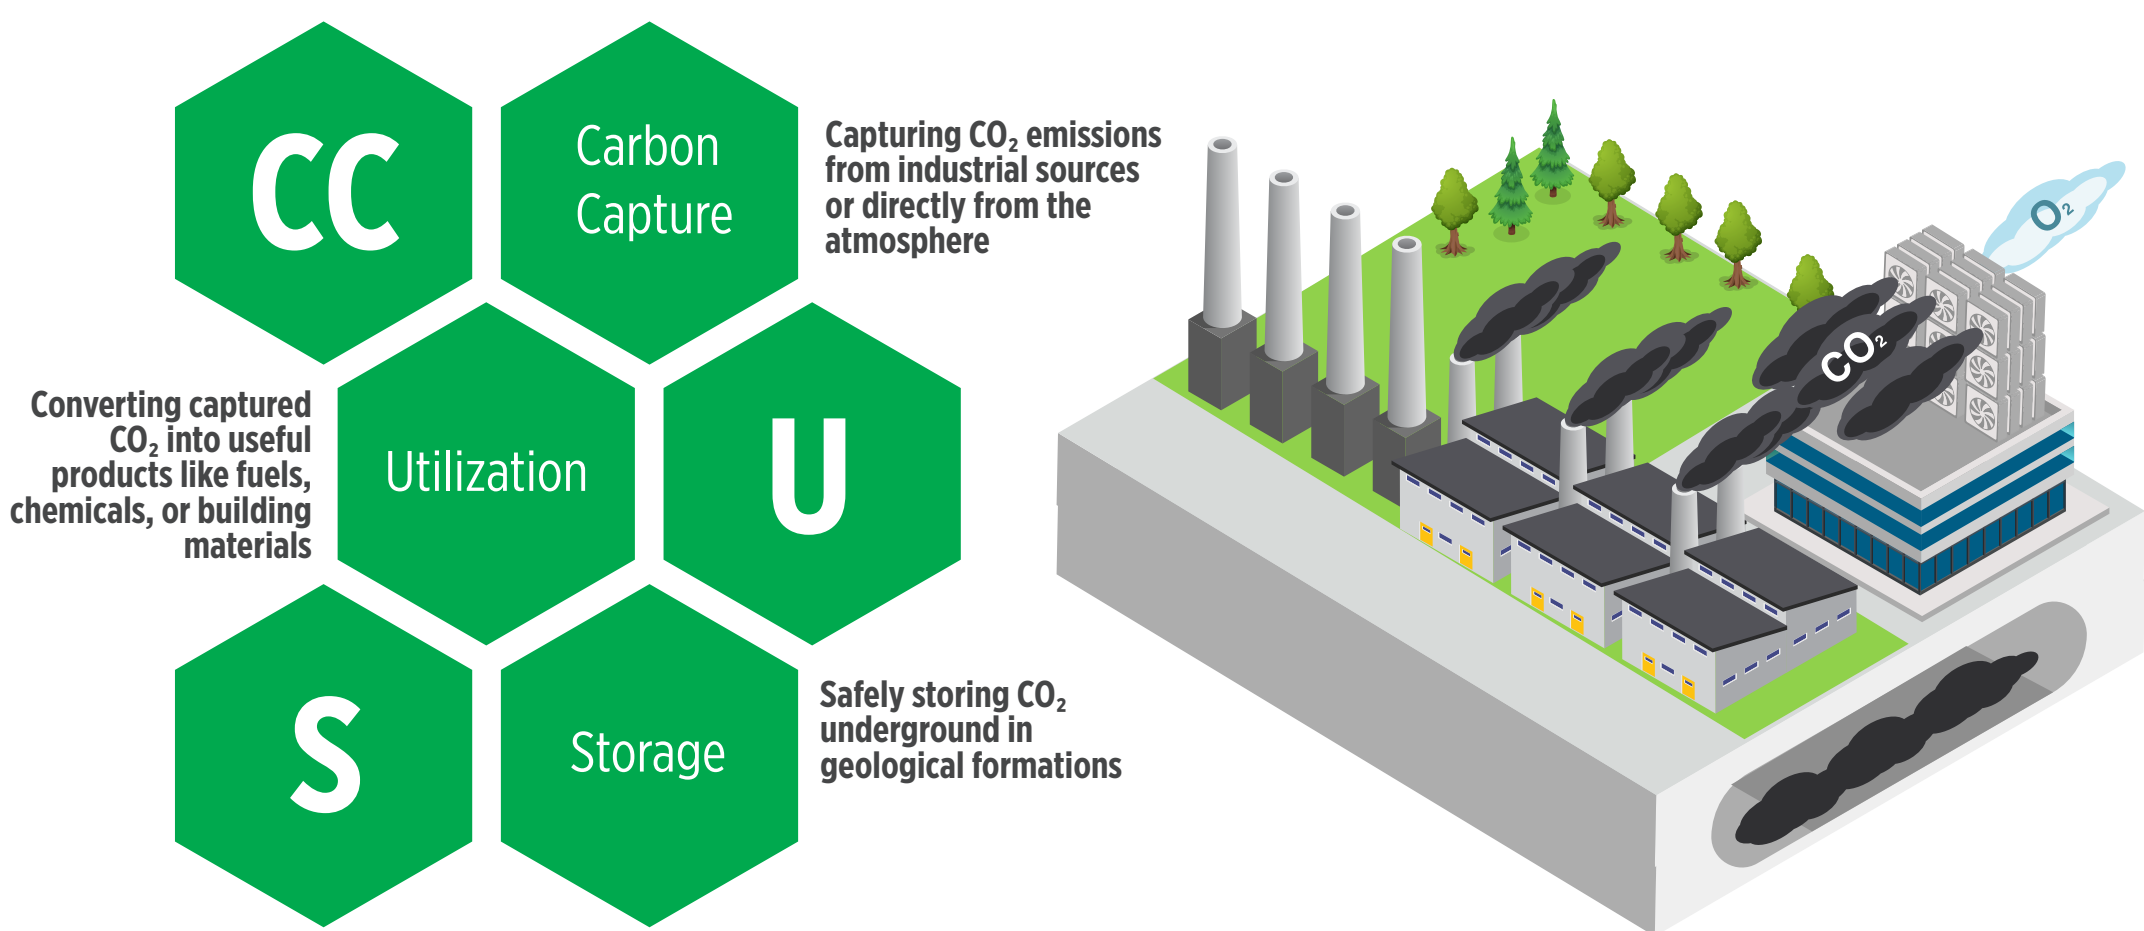 CC
Carbon
Capture
Capturing CO₂ emissions
from industrial sources
or directly from the
atmosphere
Converting captured
CO₂ into useful
products like fuels,
chemicals, or building
materials
Utilization
U
S
Storage
Safely storing CO₂
underground in
geological formations
O₂
CO₂